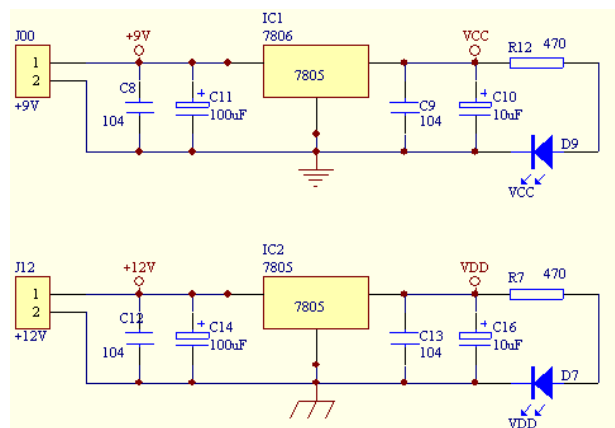 J00
1
2
+9V
+9V
C8
104
C11
+
100uF
IC1
7806
7805
C9
104
VCC
C10
+
10uF
R12 470
D9
VCC
J12
1
2
+12V
+12V
C12
104
C14
+
100uF
IC2
7805
7805
C13
104
VDD
C16
+
10uF
R7 470
D7
VDD